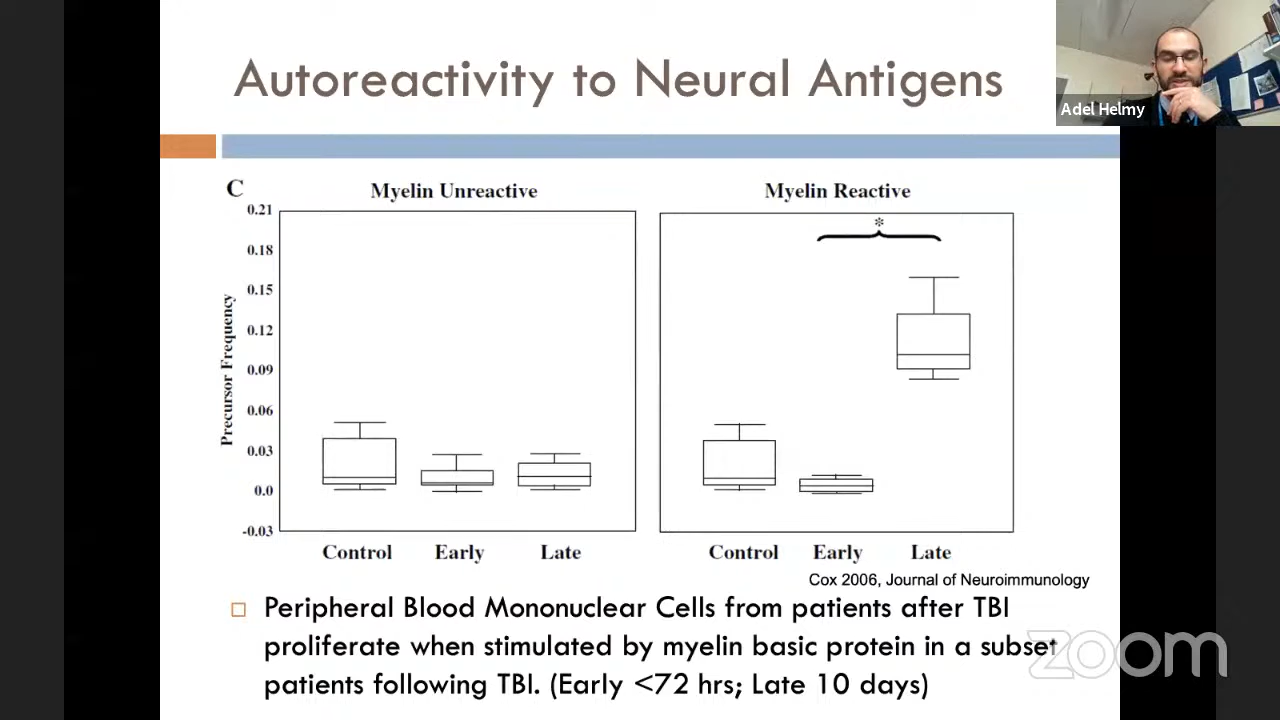 Autoreactivity to Neural Antigens
Adel Helmy
C
Myelin Unreactive
Myelin Reactive
0.21
0.18
0.15
0.12
0.09
0.06
0.03
0.0
-0.03
Precursor Frequency
*
Control Early Late
Control Early Late
Cox 2006, Journal of Neuroimmunology
Peripheral Blood Mononuclear Cells from patients after TBI
proliferate when stimulated by myelin basic protein in a subset
patients following TBI. (Early <72 hrs; Late 10 days)
zoom